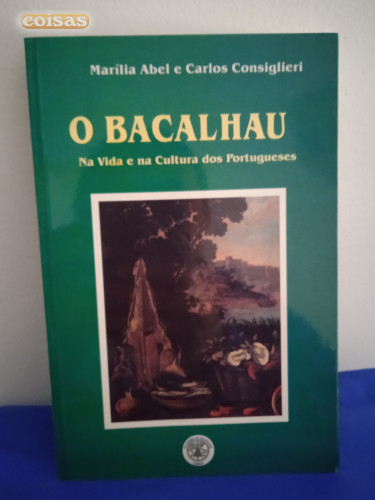 coisas
Marília Abel e Carlos Consiglieri
O BACALHAU
Na Vida e na Cultura dos Portugueses